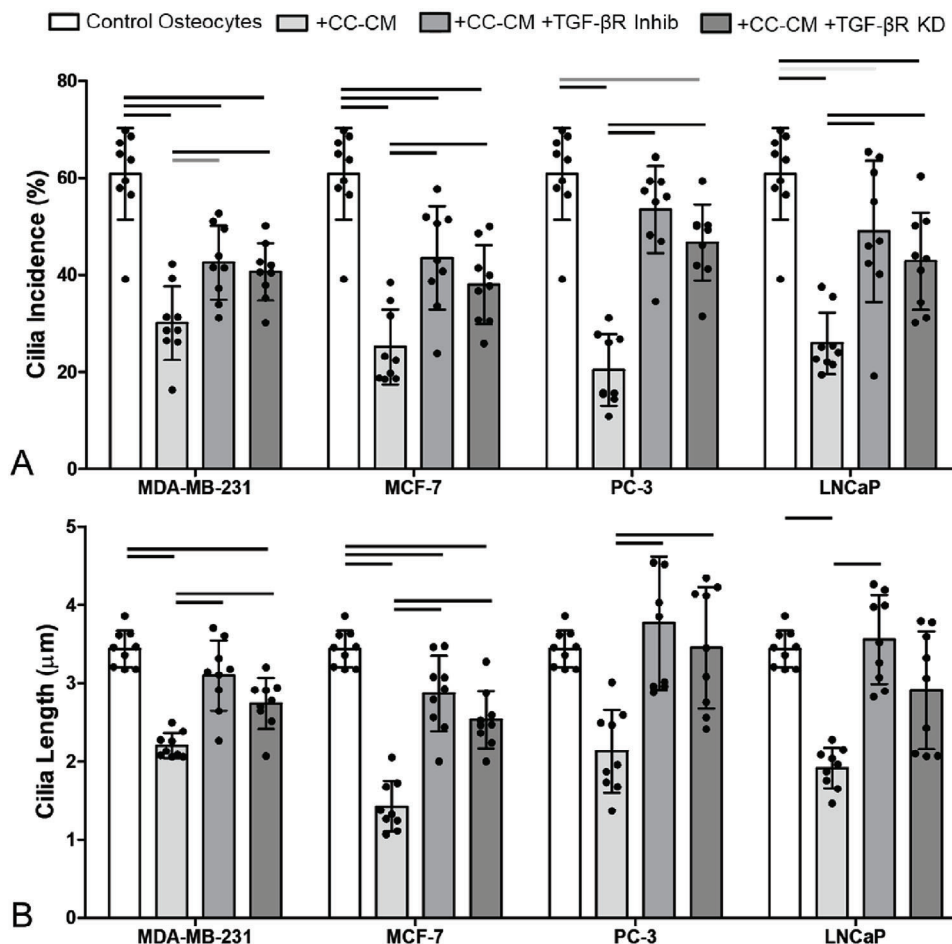 Control Osteocytes +CC-CM +CC-CM +TGF-βR Inhib +CC-CM +TGF-βR KD
80
60
40
20
0
Cilia Incidence (%)
A
MDA-MB-231 MCF-7 PC-3 LNCaP
5
4
3
2
1
0
Cilia Length (μm)
B
MDA-MB-231 MCF-7 PC-3 LNCaP